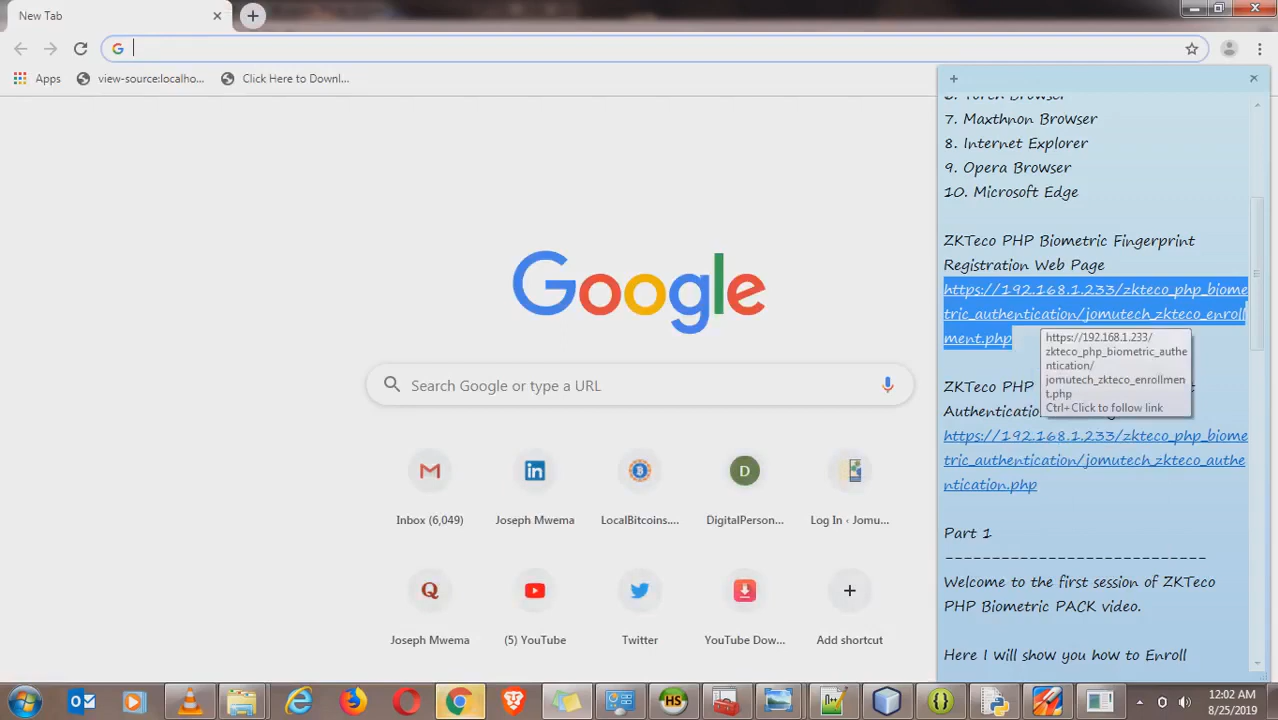 New Tab
Apps
view-source:localho...
Click Here to Downl...
Google
Search Google or type a URL
Inbox (6,049)
Joseph Mwema
LocalBitcoins....
D
DigitalPerson...
Log In ‹ Jomu...
Joseph Mwema
(5) YouTube
Twitter
YouTube Dow...
Add shortcut
7. Maxthnon Browser
8. Internet Explorer
9. Opera Browser
10. Microsoft Edge
ZKTeco PHP Biometric Fingerprint
Registration Web Page
https://192.168.1.233/zkteco_php_biome
tric_authentication/jomutech_zkteco_enroll
ment.php
https://192.168.1.233/
zkteco_php_biometric_authe
ntication/
jomutech_zkteco_enrollmen
t.php
Ctrl+Click to follow link
ZKTeco PHP
Authentication
https://192.168.1.233/zkteco_php_biome
tric_authentication/jomutech_zkteco_authe
ntication.php
Part 1
----------------------------
Welcome to the first session of ZKTeco
PHP Biometric PACK video.
Here I will show you how to Enroll
HS
12:02 AM
8/25/2019